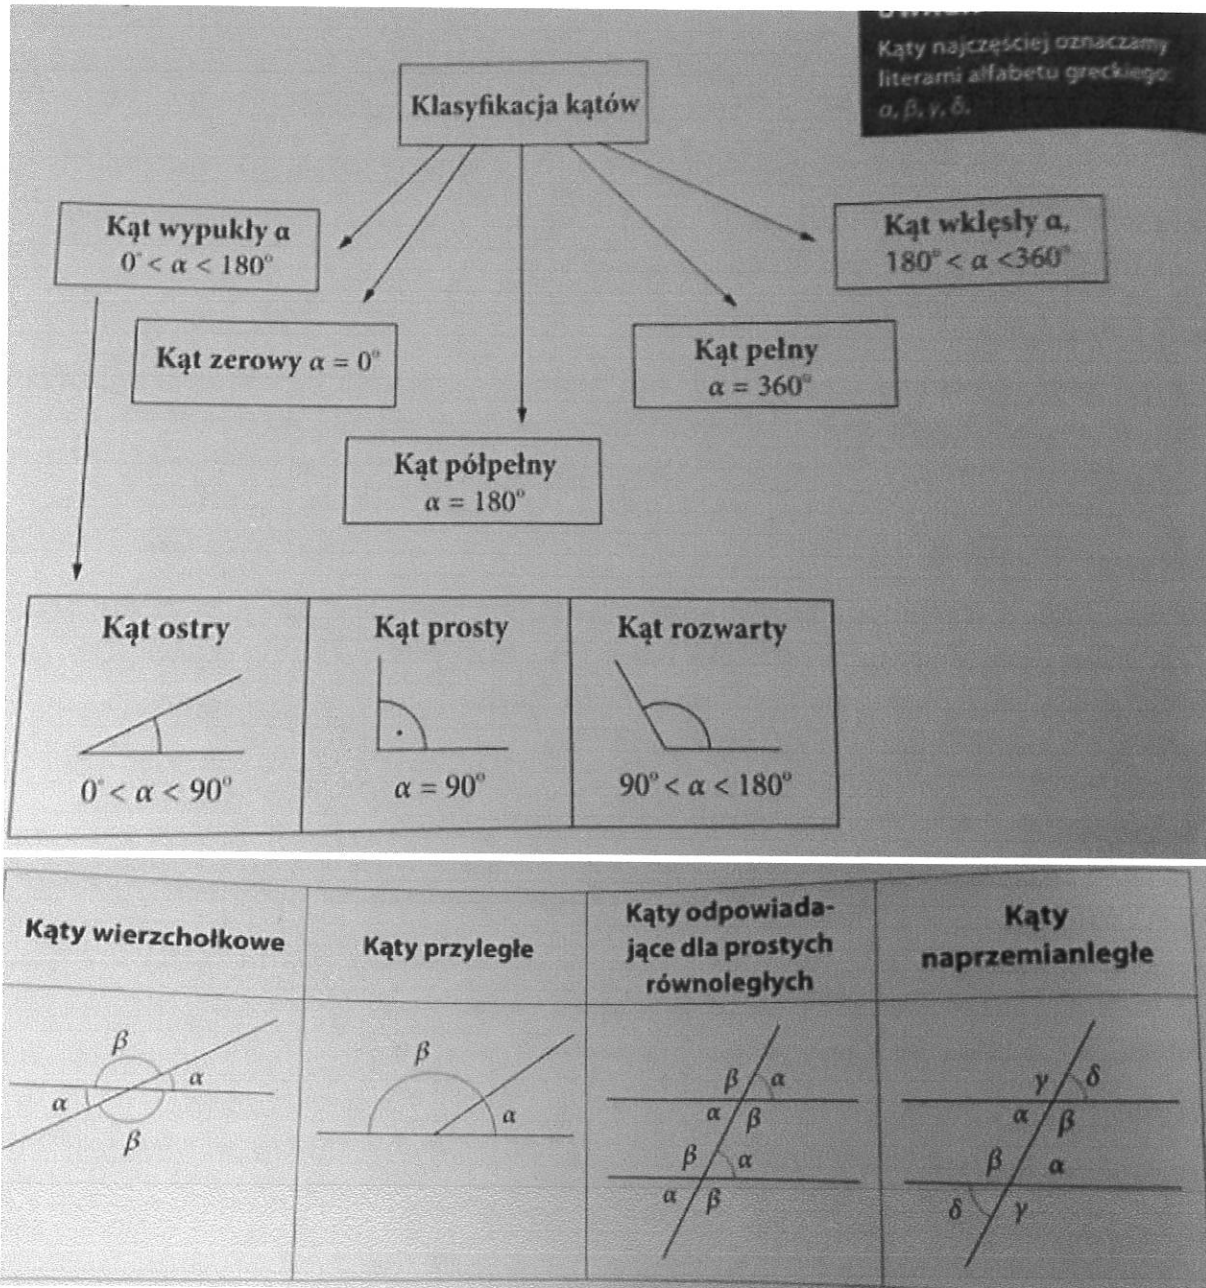 Kąty najczęściej oznaczamy
literami alfabetu greckiego:
α, β, γ, δ.
Klasyfikacja kątów
Kąt wypukły α
0° < α < 180°
Kąt wklęsły α,
180° < α <360°
Kąt zerowy α = 0°
Kąt pełny
α = 360°
Kąt półpełny
α = 180°
Kąt ostry
0° < α < 90°
Kąt prosty
α = 90°
Kąt rozwarty
90° < α < 180°
Kąty wierzchołkowe
β
α
α
β
Kąty przyległe
β
α
Kąty odpowiada-
jące dla prostych
równoległych
β α
α β
β α
α β
Kąty
naprzemianległe
γ δ
α β
β α
δ γ